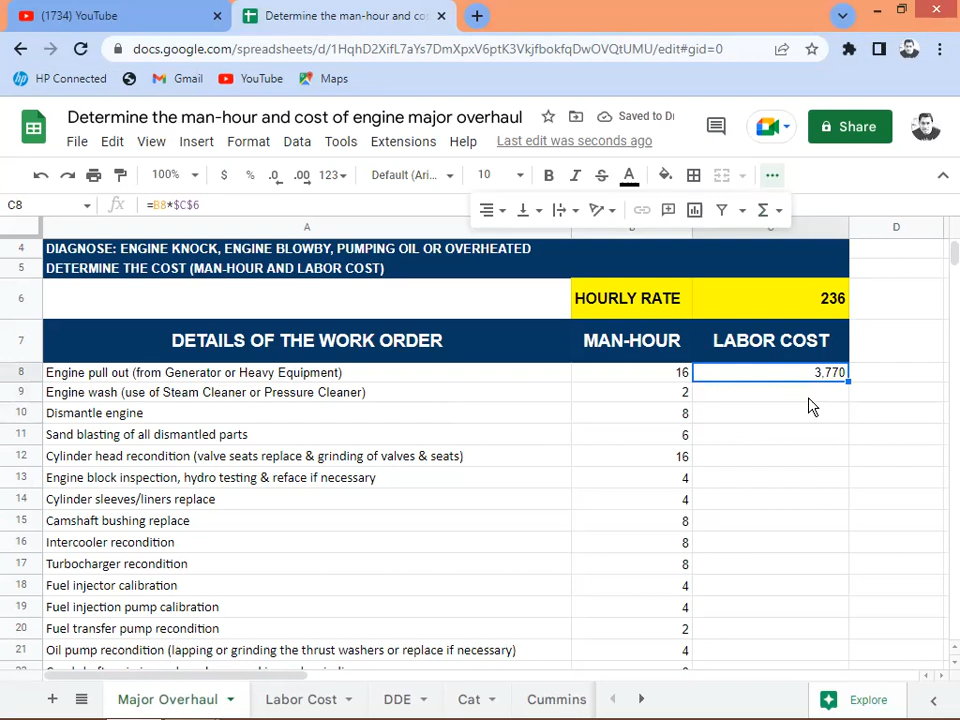 (1734) YouTube
Determine the man-hour and co
docs.google.com/spreadsheets/d/1HqhD2XifL7aYs7DmXpxV6ptK3VkjfbokfqDwOVQtUMU/edit#gid=0
HP Connected
Gmail
YouTube
Maps
Determine the man-hour and cost of engine major overhaul
Saved to Dr
Share
File Edit View Insert Format Data Tools Extensions Help Last edit was seconds ago
100% $ % .0 .00 123 Default (Ari... 10 B I S A
C8 fx =B8*$C$6
A D
4 DIAGNOSE: ENGINE KNOCK, ENGINE BLOWBY, PUMPING OIL OR OVERHEATED
5 DETERMINE THE COST (MAN-HOUR AND LABOR COST)
6 HOURLY RATE 236
7 DETAILS OF THE WORK ORDER MAN-HOUR LABOR COST
8 Engine pull out (from Generator or Heavy Equipment) 16 3,770
9 Engine wash (use of Steam Cleaner or Pressure Cleaner) 2
10 Dismantle engine 8
11 Sand blasting of all dismantled parts 6
12 Cylinder head recondition (valve seats replace & grinding of valves & seats) 16
13 Engine block inspection, hydro testing & reface if necessary 4
14 Cylinder sleeves/liners replace 4
15 Camshaft bushing replace 8
16 Intercooler recondition 8
17 Turbocharger recondition 8
18 Fuel injector calibration 4
19 Fuel injection pump calibration 4
20 Fuel transfer pump recondition 2
21 Oil pump recondition (lapping or grinding the thrust washers or replace if necessary) 4
Major Overhaul Labor Cost DDE Cat Cummins Explore